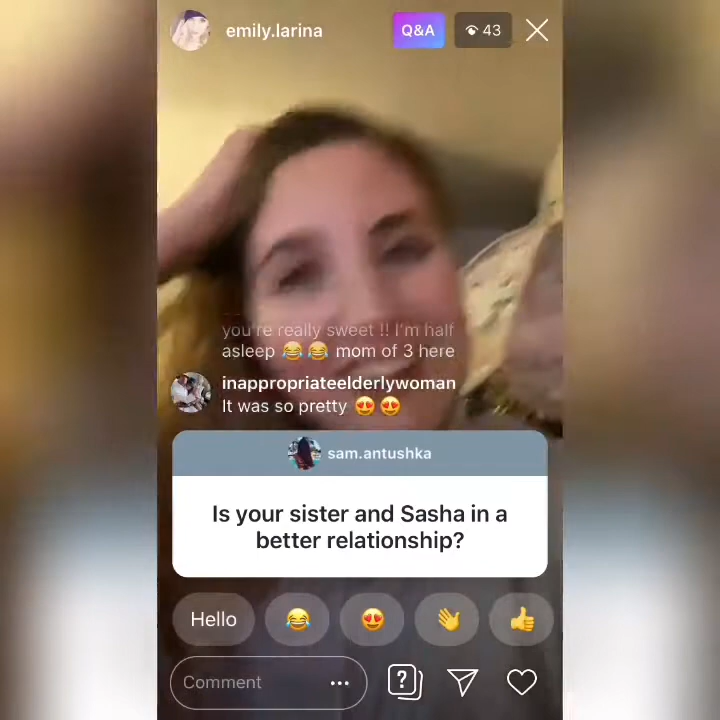 emily.larina
Q&A
43
you're really sweet !! I'm half
asleep 😂😂 mom of 3 here
inappropriateelderlywoman
It was so pretty 😍😍
sam.antushka
Is your sister and Sasha in a
better relationship?
Hello
Comment